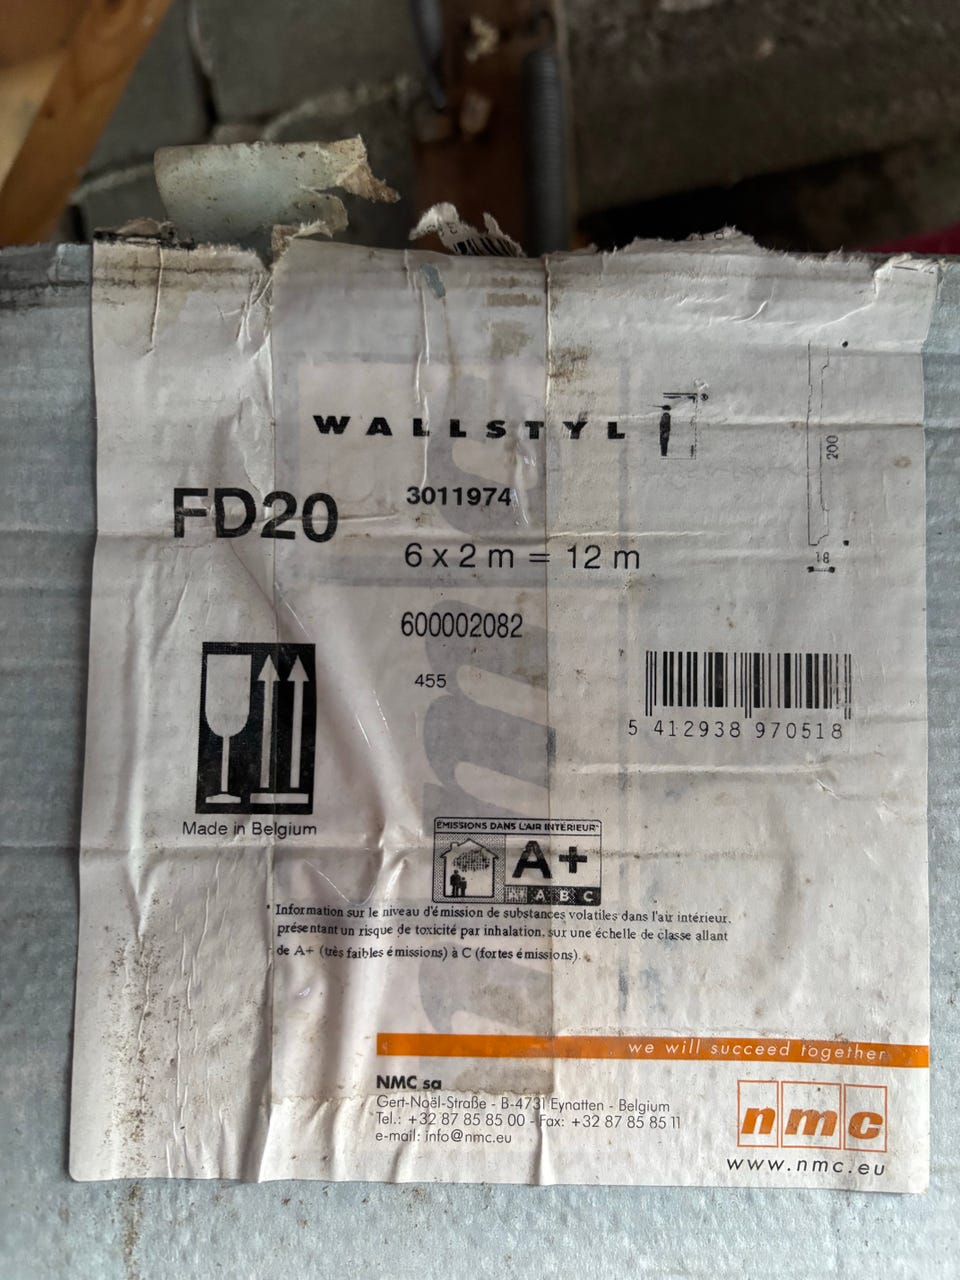 WALLSTYL
FD20
3011974
6 x 2 m = 12 m
200
18
600002082
455
5 412938 970518
Made in Belgium
ÉMISSIONS DANS L'AIR INTÉRIEUR*
A+
A+ A B C
* Information sur le niveau d'émission de substances volatiles dans l'air intérieur,
présentant un risque de toxicité par inhalation, sur une échelle de classe allant
de A+ (très faibles émissions) à C (fortes émissions).
we will succeed together
NMC sa
Gert-Noël-Straße - B-4731 Eynatten - Belgium
Tel.: +32 87 85 85 00 - Fax: +32 87 85 85 11
e-mail: info@nmc.eu
nmc
www.nmc.eu